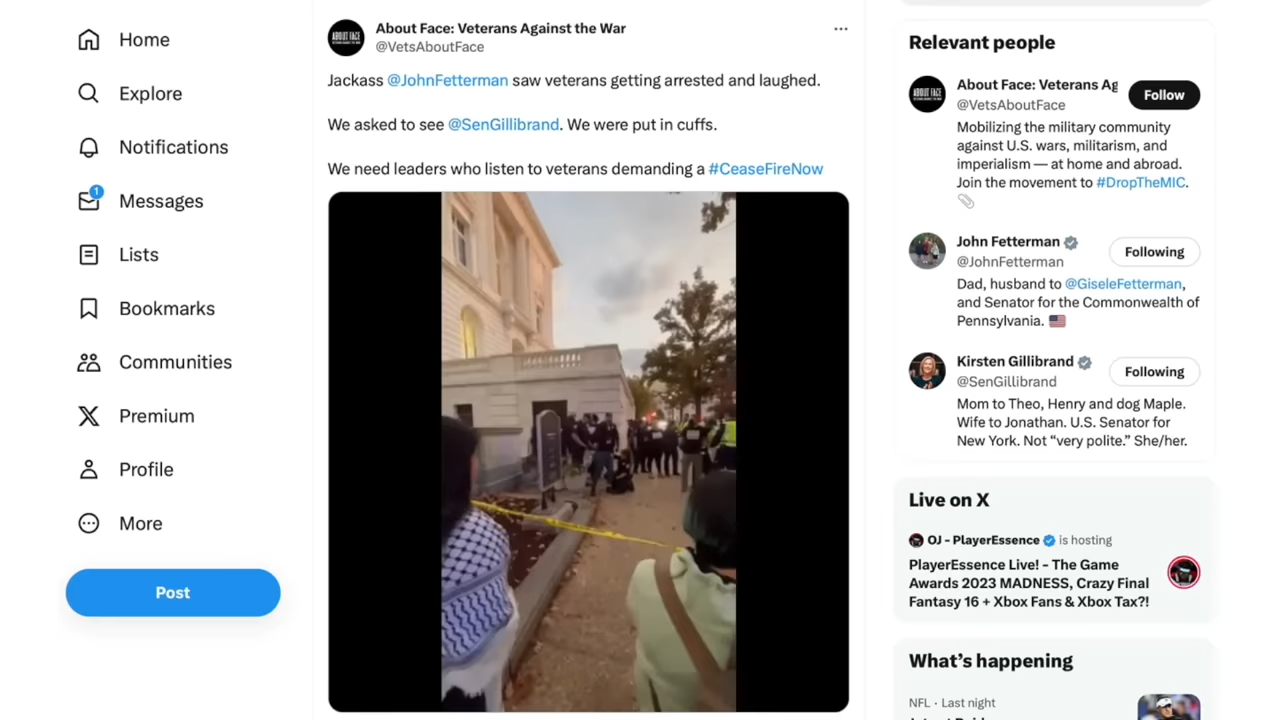 Home
Explore
Notifications
1
Messages
Lists
Bookmarks
Communities
Premium
Profile
More
Post
About Face: Veterans Against the War
@VetsAboutFace
Jackass @JohnFetterman saw veterans getting arrested and laughed.
We asked to see @SenGillibrand. We were put in cuffs.
We need leaders who listen to veterans demanding a #CeaseFireNow
Relevant people
About Face: Veterans Ag
@VetsAboutFace
Follow
Mobilizing the military community
against U.S. wars, militarism, and
imperialism — at home and abroad.
Join the movement to #DropTheMIC.
John Fetterman
@JohnFetterman
Following
Dad, husband to @GiseleFetterman,
and Senator for the Commonwealth of
Pennsylvania.
Kirsten Gillibrand
@SenGillibrand
Following
Mom to Theo, Henry and dog Maple.
Wife to Jonathan. U.S. Senator for
New York. Not “very polite.” She/her.
Live on X
OJ - PlayerEssence is hosting
PlayerEssence Live! - The Game
Awards 2023 MADNESS, Crazy Final
Fantasy 16 + Xbox Fans & Xbox Tax?!
What’s happening
NFL · Last night